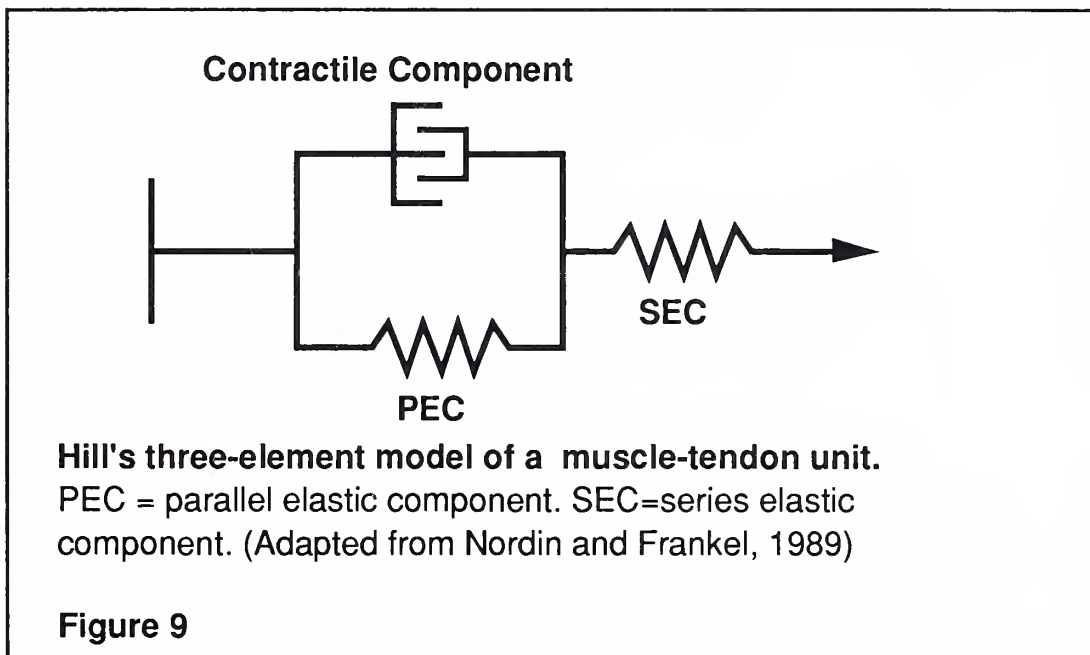 Contractile Component
SEC
PEC
Hill's three-element model of a muscle-tendon unit.
PEC = parallel elastic component. SEC=series elastic
component. (Adapted from Nordin and Frankel, 1989)
Figure 9